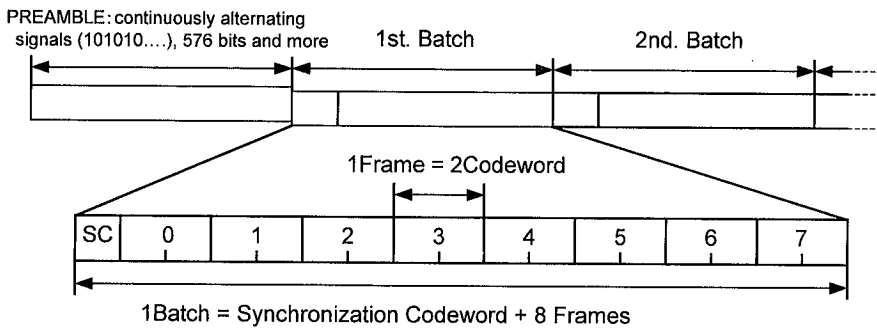 PREAMBLE: continuously alternating
signals (101010....), 576 bits and more
1st. Batch
2nd. Batch
1Frame = 2Codeword
SC 0 1 2 3 4 5 6 7
1Batch = Synchronization Codeword + 8 Frames